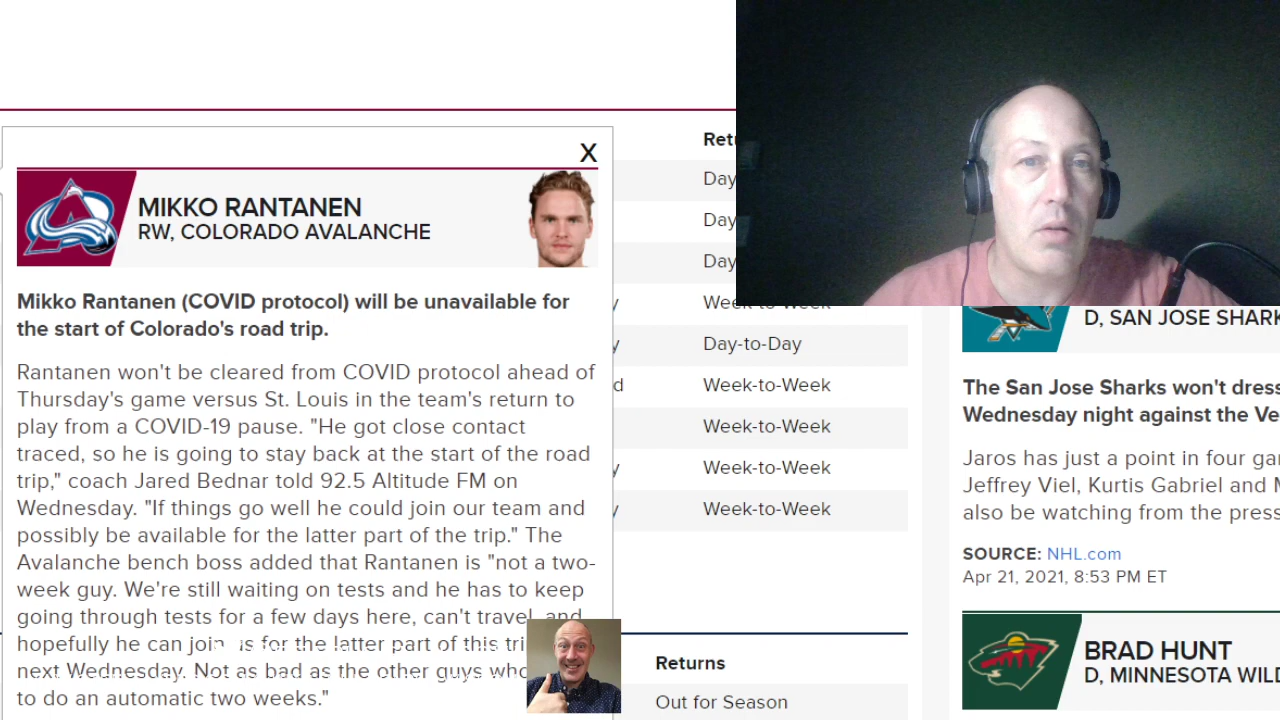 X
MIKKO RANTANEN
RW, COLORADO AVALANCHE
Mikko Rantanen (COVID protocol) will be unavailable for
the start of Colorado's road trip.
Rantanen won't be cleared from COVID protocol ahead of
Thursday's game versus St. Louis in the team's return to
play from a COVID-19 pause. "He got close contact
traced, so he is going to stay back at the start of the road
trip," coach Jared Bednar told 92.5 Altitude FM on
Wednesday. "If things go well he could join our team and
possibly be available for the latter part of the trip." The
Avalanche bench boss added that Rantanen is "not a two-
week guy. We're still waiting on tests and he has to keep
going through tests for a few days here, can't travel, and
hopefully he can join us for the latter part of this
next Wednesday. Not as bad as the other guys
to do an automatic two weeks."
Day
Day
Day
Week-to-Week
Day-to-Day
Week-to-Week
Week-to-Week
Week-to-Week
Week-to-Week
Returns
Out for Season
D, SAN JOSE SHARK
The San Jose Sharks won't
Wednesday night against the
Jaros has just a point in four
Jeffrey Viel, Kurtis Gabriel and
also be watching from the press
SOURCE: NHL.com
Apr 21, 2021, 8:53 PM ET
BRAD HUNT
D, MINNESOTA WILD